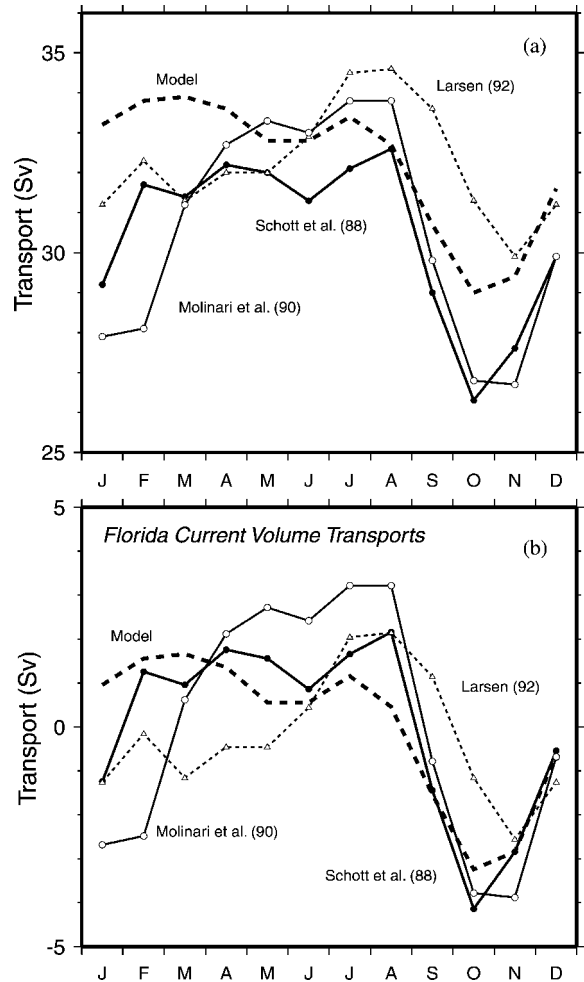 (a)
35
Model
Larsen (92)
Transport (Sv)
30
Schott et al. (88)
Molinari et al. (90)
25
J F M A M J J A S O N D
5
Florida Current Volume Transports
(b)
Model
Larsen (92)
Transport (Sv)
0
Molinari et al. (90)
Schott et al. (88)
-5
J F M A M J J A S O N D